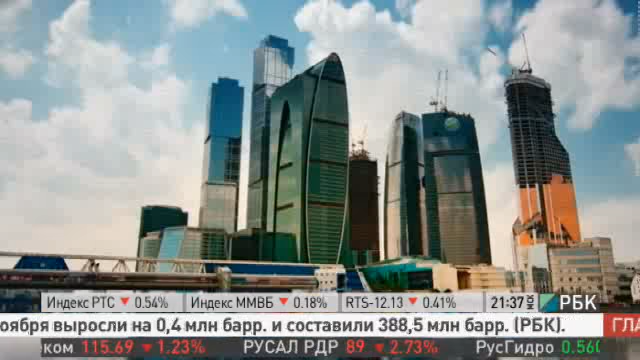 Индекс РТС ▼ 0.54% Индекс ММВБ ▼ 0.18% RTS-12.13 ▼ 0.41% 21:37 МСК РБК
оября выросли на 0,4 млн барр. и составили 388,5 млн барр. (РБК). ГЛА
ком 115.69 ▼ 1.23% РУСАЛ РДР 89 ▼ 2.73% РусГидро 0.560